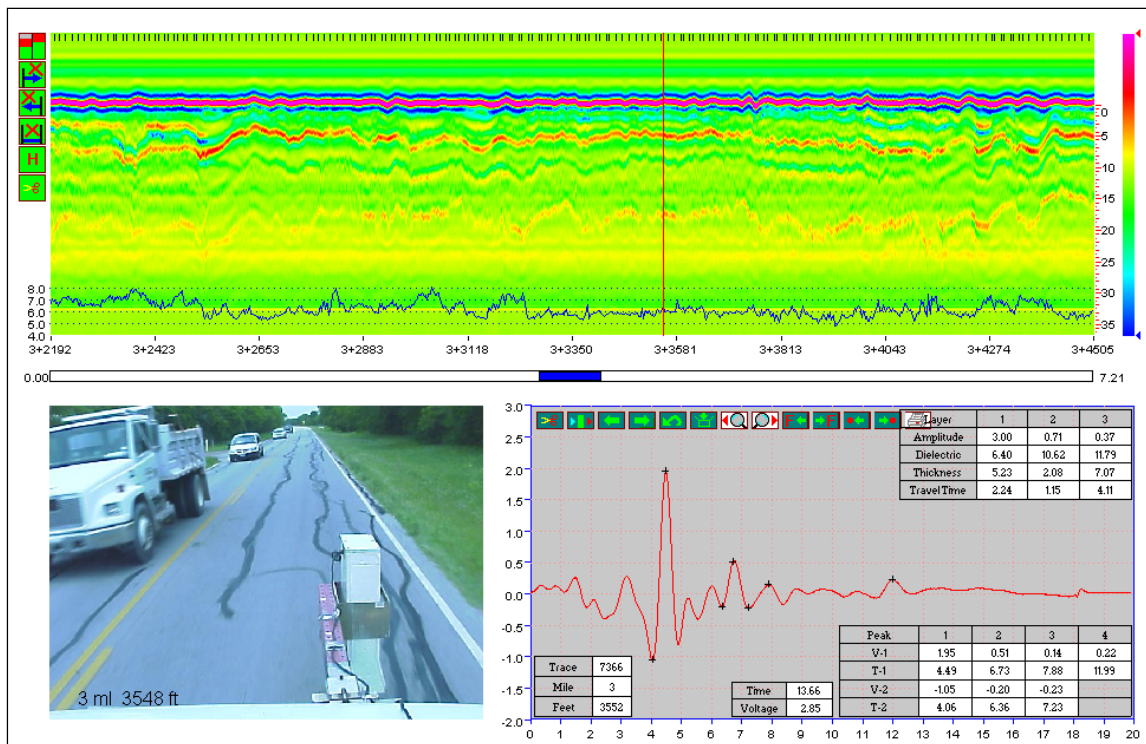 0
5
10
15
20
25
30
35
H
8.0
7.0
6.0
5.0
4.0
3+2192 3+2423 3+2653 3+2883 3+3118 3+3350 3+3581 3+3813 3+4043 3+4274 3+4505
0.00 7.21
3 ml 3548 ft
3.0
2.5
2.0
1.5
1.0
0.5
0.0
-0.5
-1.0
-1.5
-2.0
0 1 2 3 4 5 6 7 8 9 10 11 12 13 14 15 16 17 18 19 20
Layer 1 2 3
Amplitude 3.00 0.71 0.37
Dielectric 6.40 10.62 11.79
Thickness 5.23 2.08 7.07
Travel Time 2.24 1.15 4.11
Trace 7366
Mile 3
Feet 3552
Time 13.66
Voltage 2.85
Peak 1 2 3 4
V-1 1.95 0.51 0.14 0.22
T-1 4.49 6.73 7.88 11.99
V-2 -1.05 -0.20 -0.23
T-2 4.06 6.36 7.23